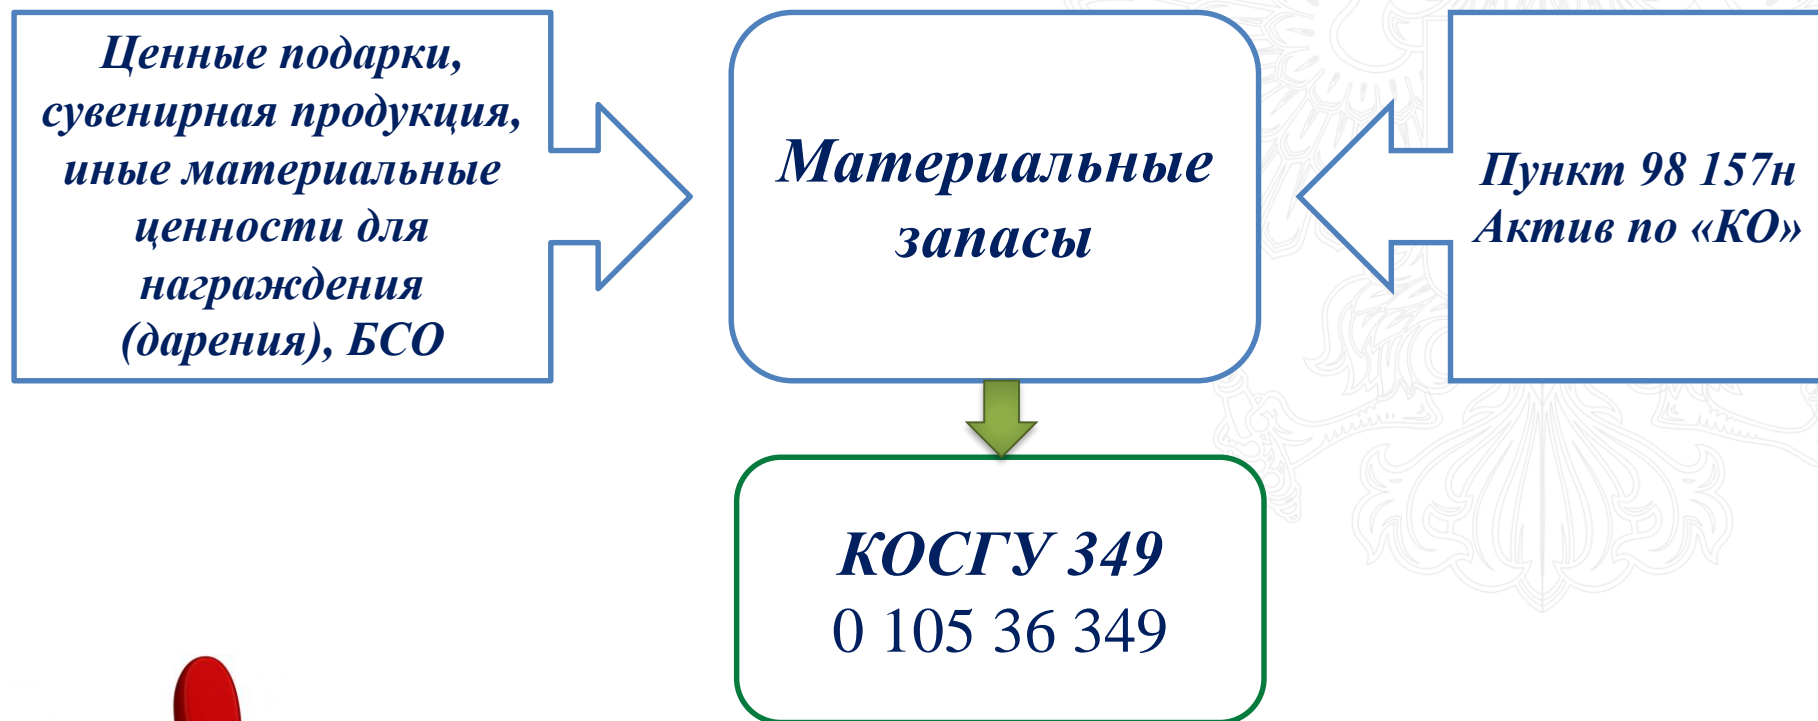 Ценные подарки,
сувенирная продукция,
иные материальные
ценности для
награждения
(дарения), БСО
Материальные
запасы
Пункт 98 157н
Актив по «КО»
КОСГУ 349
0 105 36 349